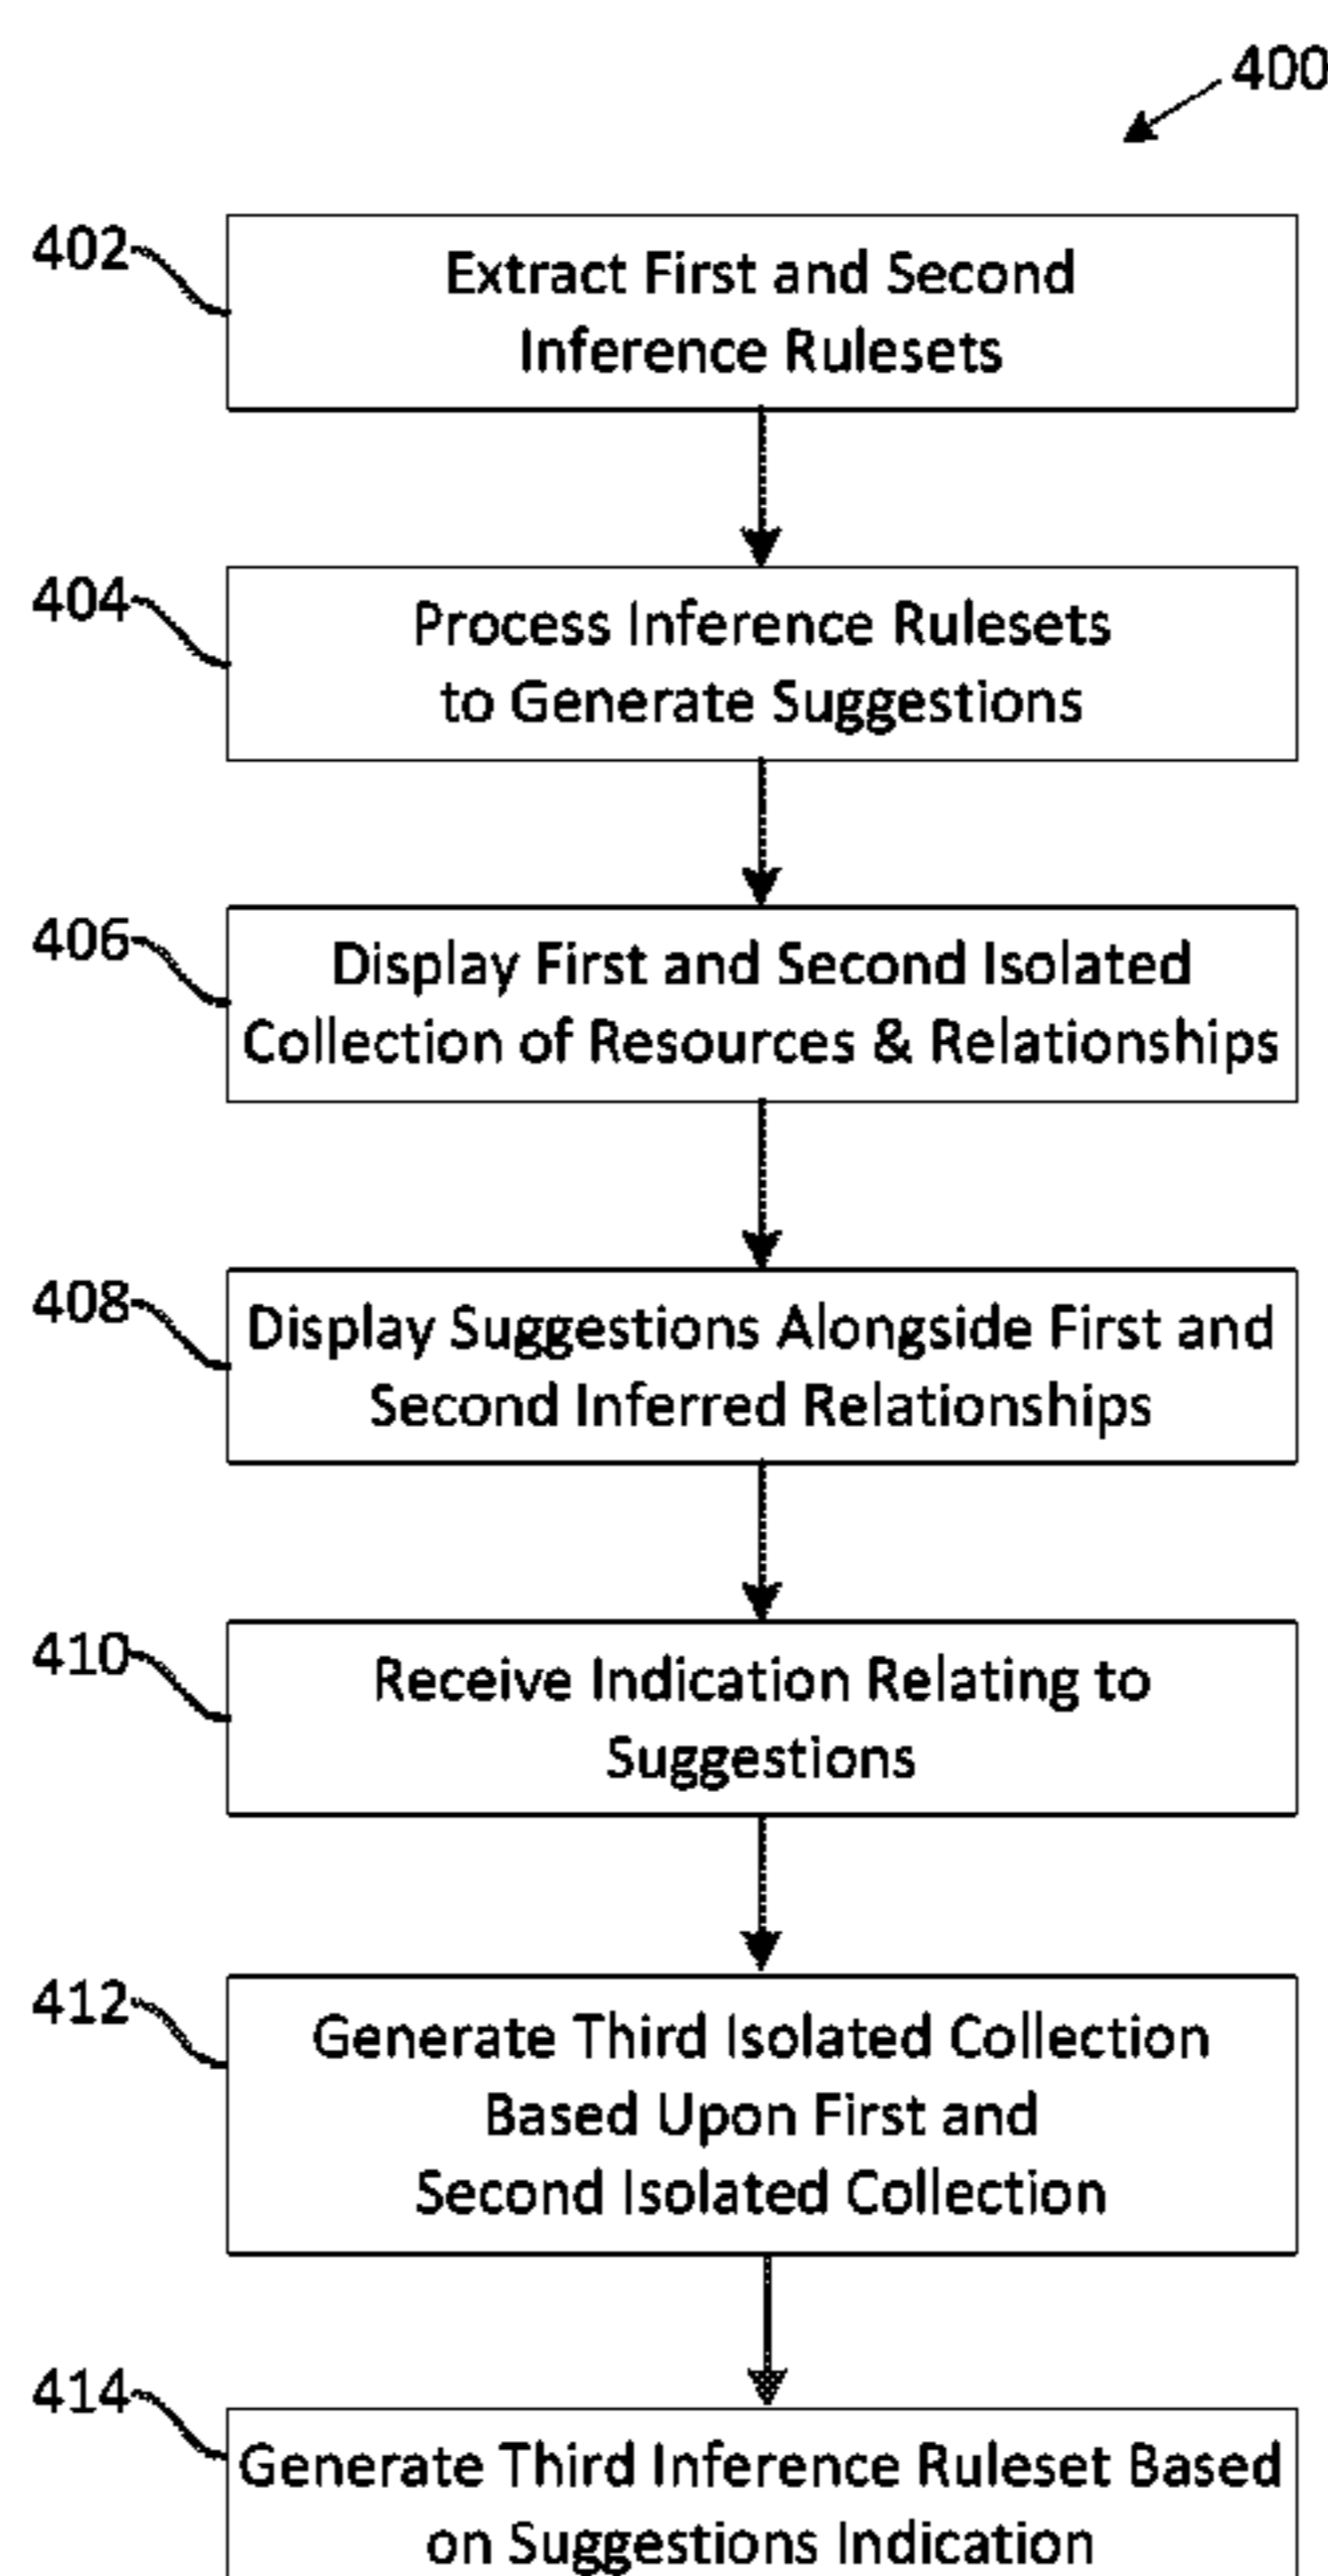 400
402
Extract First and Second
Inference Rulesets
404
Process Inference Rulesets
to Generate Suggestions
406
Display First and Second Isolated
Collection of Resources & Relationships
408
Display Suggestions Alongside First and
Second Inferred Relationships
410
Receive Indication Relating to
Suggestions
412
Generate Third Isolated Collection
Based Upon First and
Second Isolated Collection
414
Generate Third Inference Ruleset Based
on Suggestions Indication